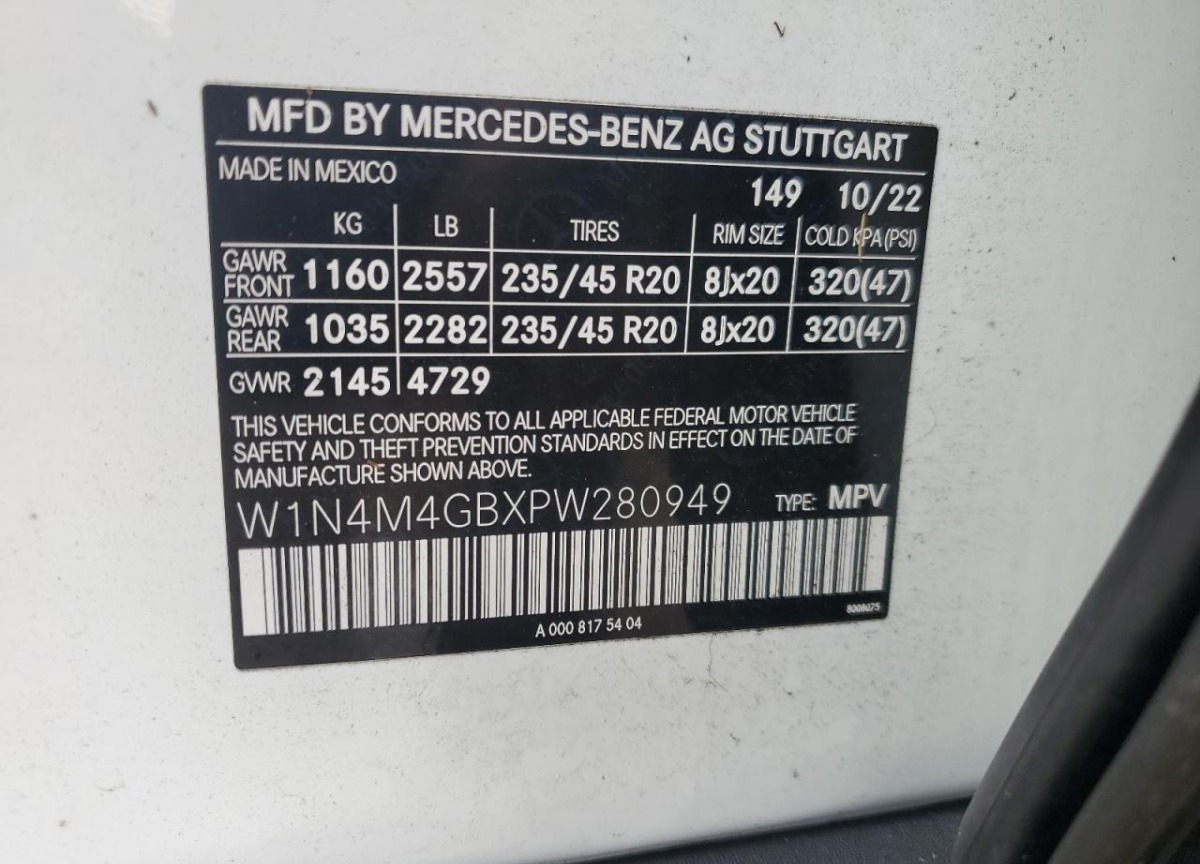 MFD BY MERCEDES-BENZ AG STUTTGART
MADE IN MEXICO
149 10/22
KG LB TIRES RIM SIZE COLD KPA (PSI)
GAWR FRONT 1160 2557 235/45 R20 8Jx20 320(47)
GAWR REAR 1035 2282 235/45 R20 8Jx20 320(47)
GVWR 2145 4729
THIS VEHICLE CONFORMS TO ALL APPLICABLE FEDERAL MOTOR VEHICLE
SAFETY AND THEFT PREVENTION STANDARDS IN EFFECT ON THE DATE OF
MANUFACTURE SHOWN ABOVE.
W1N4M4GBXPW280949 TYPE: MPV
8008075
A 000 817 54 04